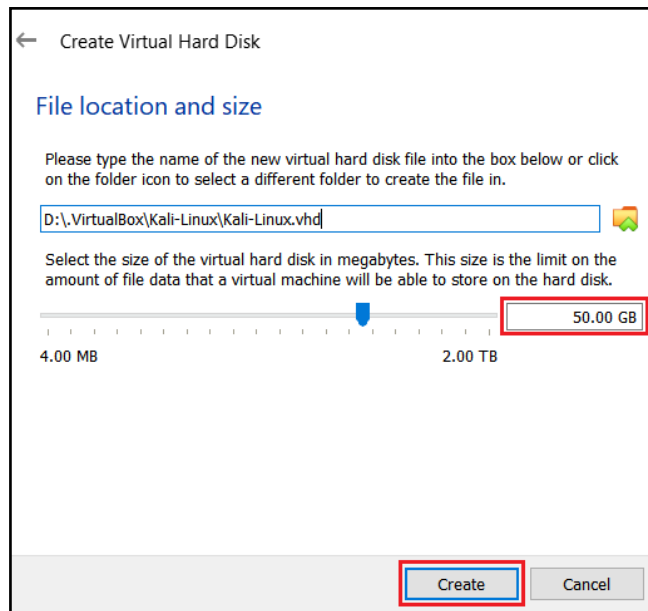 ← Create Virtual Hard Disk
File location and size
Please type the name of the new virtual hard disk file into the box below or click
on the folder icon to select a different folder to create the file in.
D:\.VirtualBox\Kali-Linux\Kali-Linux.vhd
Select the size of the virtual hard disk in megabytes. This size is the limit on the
amount of file data that a virtual machine will be able to store on the hard disk.
50.00 GB
4.00 MB 2.00 TB
Create Cancel